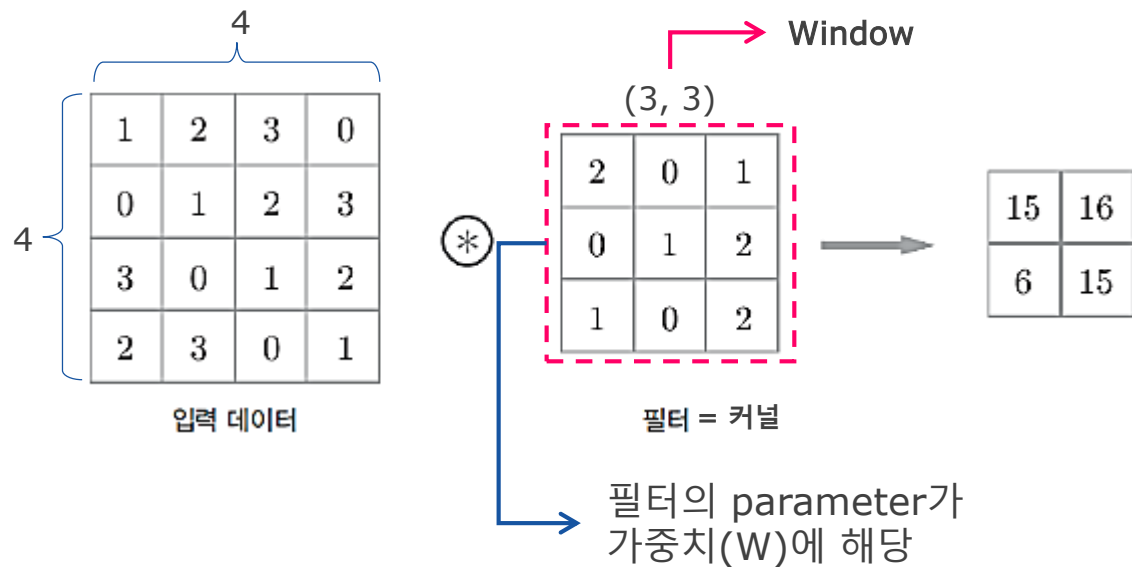 4
4
1 2 3 0
0 1 2 3
3 0 1 2
2 3 0 1
입력 데이터
*
Window
(3, 3)
2 0 1
0 1 2
1 0 2
필터 = 커널
15 16
6 15
필터의 parameter가
가중치(W)에 해당